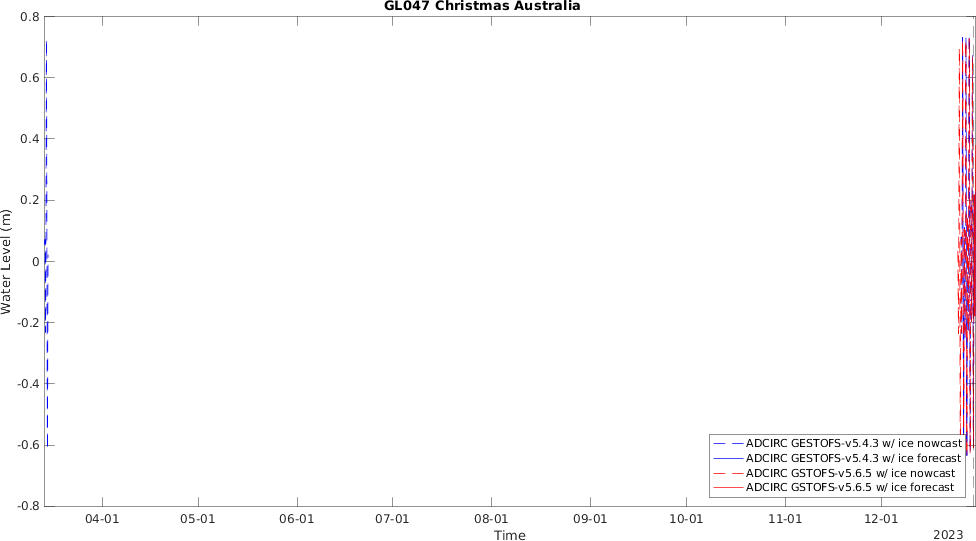 GL047 Christmas Australia
0.8
0.6
0.4
0.2
0
-0.2
-0.4
-0.6
-0.8
Water Level (m)
ADCIRC GESTOFS-v5.4.3 w/ ice nowcast
ADCIRC GESTOFS-v5.4.3 w/ ice forecast
ADCIRC GSTOFS-v5.6.5 w/ ice nowcast
ADCIRC GSTOFS-v5.6.5 w/ ice forecast
04-01 05-01 06-01 07-01 08-01 09-01 10-01 11-01 12-01
Time
2023